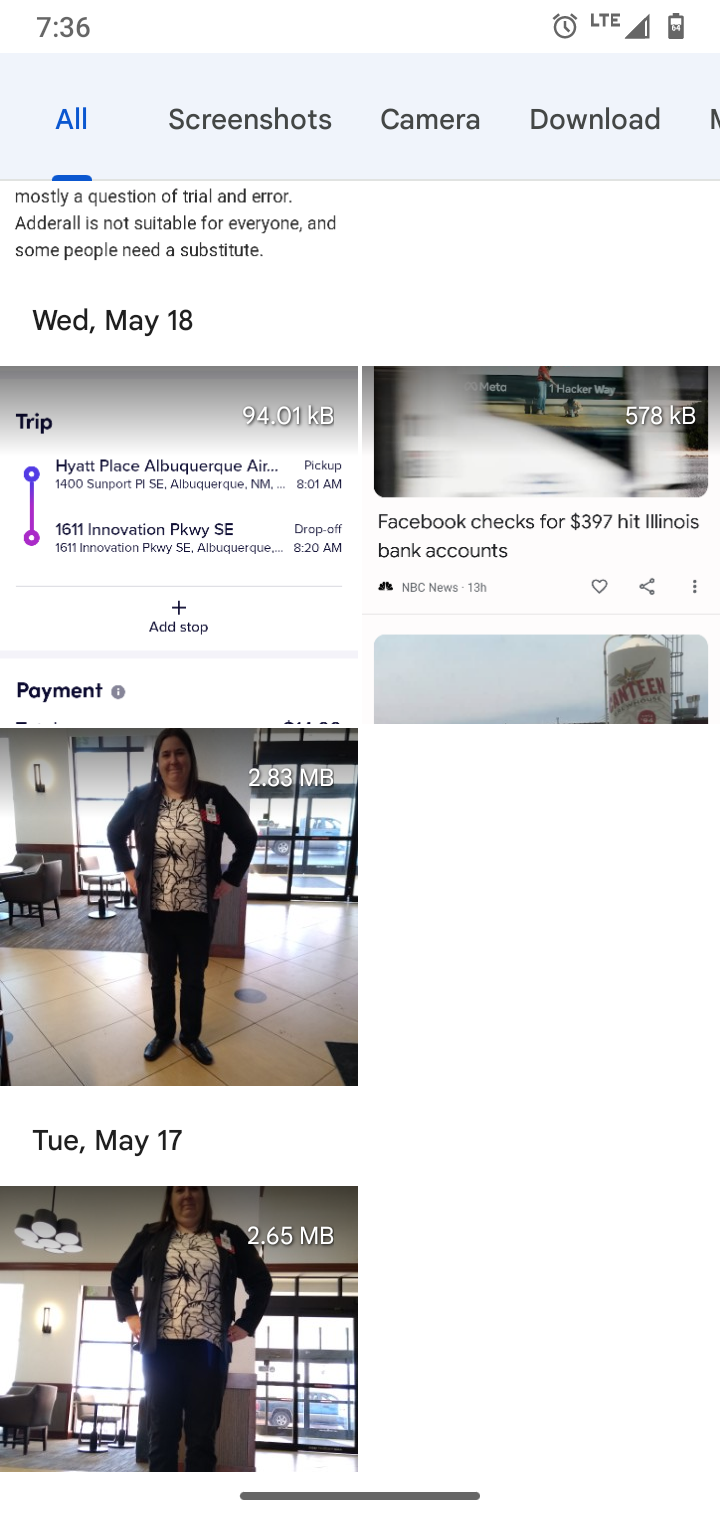 7:36
LTE
64
All
Screenshots
Camera
Download
mostly a question of trial and error.
Adderall is not suitable for everyone, and
some people need a substitute.
Wed, May 18
94.01 kB
Trip
Hyatt Place Albuquerque Air... Pickup
1400 Sunport Pl SE, Albuquerque, NM, ... 8:01 AM
1611 Innovation Pkwy SE Drop-off
1611 Innovation Pkwy SE, Albuquerque,... 8:20 AM
+
Add stop
Payment
578 kB
Meta 1 Hacker Way
Facebook checks for $397 hit Illinois
bank accounts
NBC News · 13h
CANTEEN
2.83 MB
Tue, May 17
2.65 MB